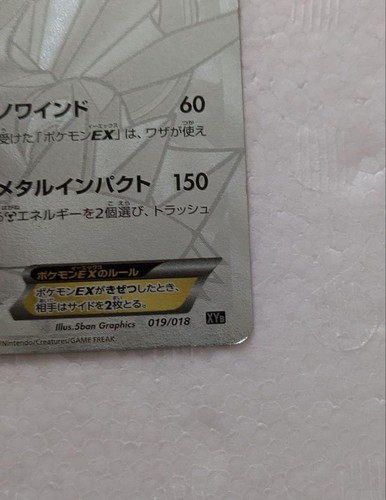 ノワインド 60
受けた「ポケモンEX」は、ワザが使え
メタルインパクト 150
エネルギーを2個選び、トラッシュ
ポケモンEXのルール
ポケモンEXがきぜつしたとき、
相手はサイドを2枚とる。
Illus.5ban Graphics 019/018 XY
/Nintendo/Creatures/GAME FREAK